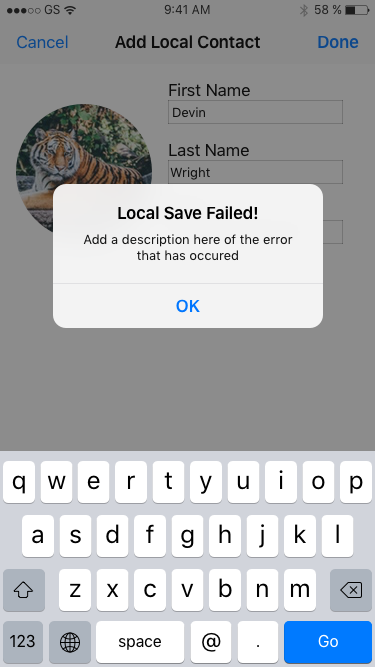 GS 9:41 AM 58 %
Cancel Add Local Contact Done
First Name
Devin
Last Name
Wright
Local Save Failed!
Add a description here of the error
that has occured
OK
q w e r t y u i o p
a s d f g h j k l
z x c v b n m
123 space @ . Go